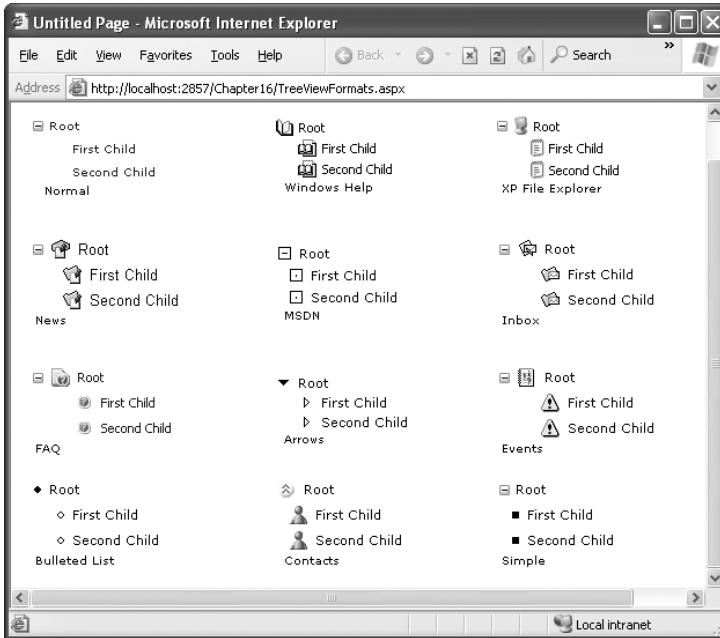 Untitled Page - Microsoft Internet Explorer
File Edit View Favorites Tools Help Back Search »
Address http://localhost:2857/Chapter16/TreeViewFormats.aspx
Root
First Child
Second Child
Normal
Root
First Child
Second Child
Windows Help
Root
First Child
Second Child
XP File Explorer
Root
First Child
Second Child
News
Root
First Child
Second Child
MSDN
Root
First Child
Second Child
Inbox
Root
First Child
Second Child
FAQ
Root
First Child
Second Child
Arrows
Root
First Child
Second Child
Events
Root
First Child
Second Child
Bulleted List
Root
First Child
Second Child
Contacts
Root
First Child
Second Child
Simple
Local intranet